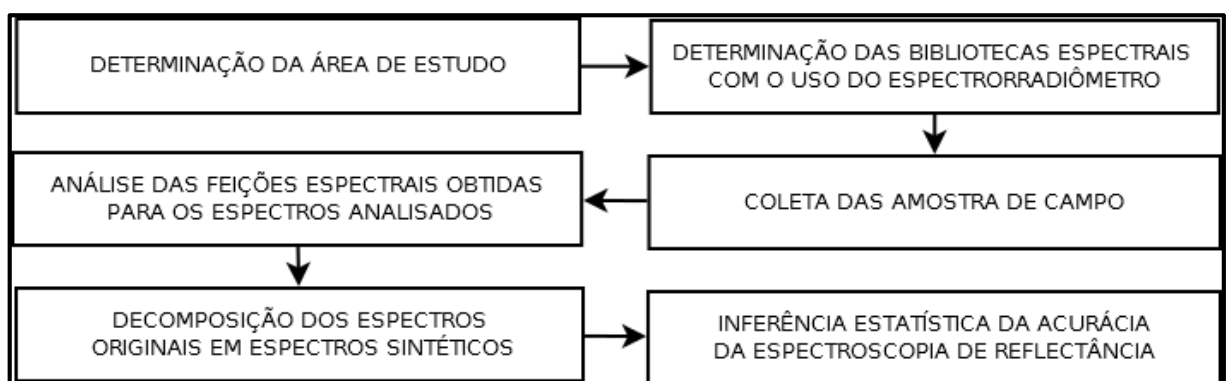 DETERMINAÇÃO DA ÁREA DE ESTUDO
DETERMINAÇÃO DAS BIBLIOTECAS ESPECTRAIS
COM O USO DO ESPECTRORRADIÔMETRO
COLETA DAS AMOSTRA DE CAMPO
ANÁLISE DAS FEIÇÕES ESPECTRAIS OBTIDAS
PARA OS ESPECTROS ANALISADOS
DECOMPOSIÇÃO DOS ESPECTROS
ORIGINAIS EM ESPECTROS SINTÉTICOS
INFERÊNCIA ESTATÍSTICA DA ACURÁCIA
DA ESPECTROSCOPIA DE REFLECTÂNCIA